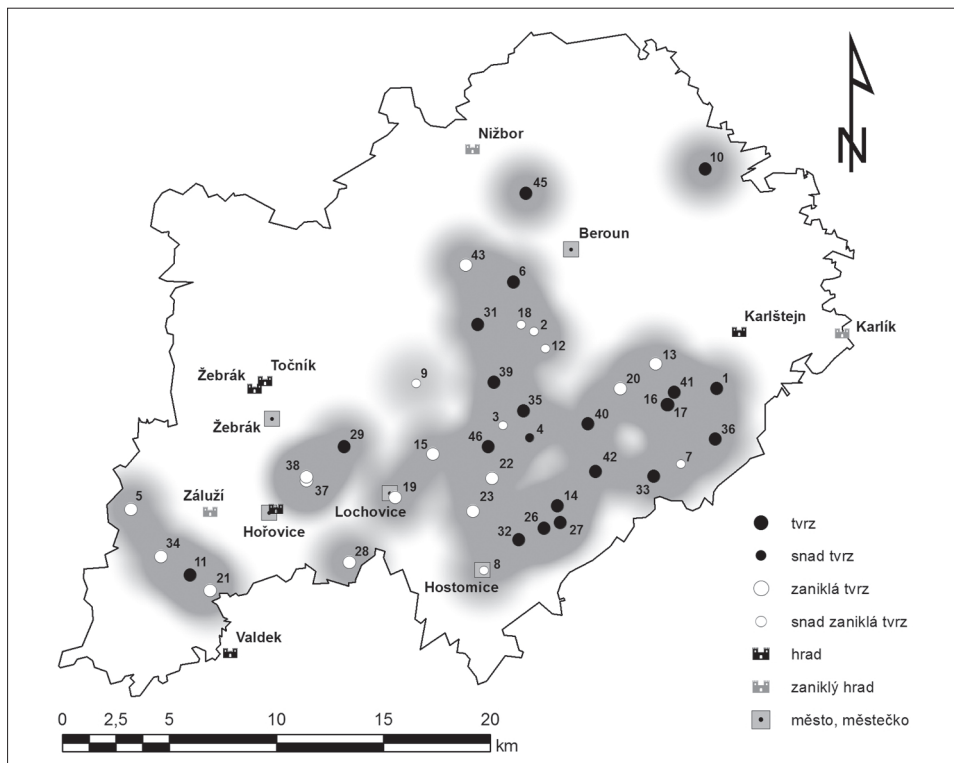 N
Nižbor
10
45
Beroun
43
6
18
2
31
12
Karlštejn
Karlík
13
Točník
Žebrák
9
39
20
41
1
16
17
35
40
3
4
Žebrák
29
15
46
36
38
37
22
42
7
33
5
Záluží
19
Lochovice
23
14
Hořovice
26
27
32
34
28
8
11
Hostomice
21
Valdek
tvrz
snad tvrz
zaniklá tvrz
snad zaniklá tvrz
hrad
zaniklý hrad
město, městečko
0 2,5 5 10 15 20
km